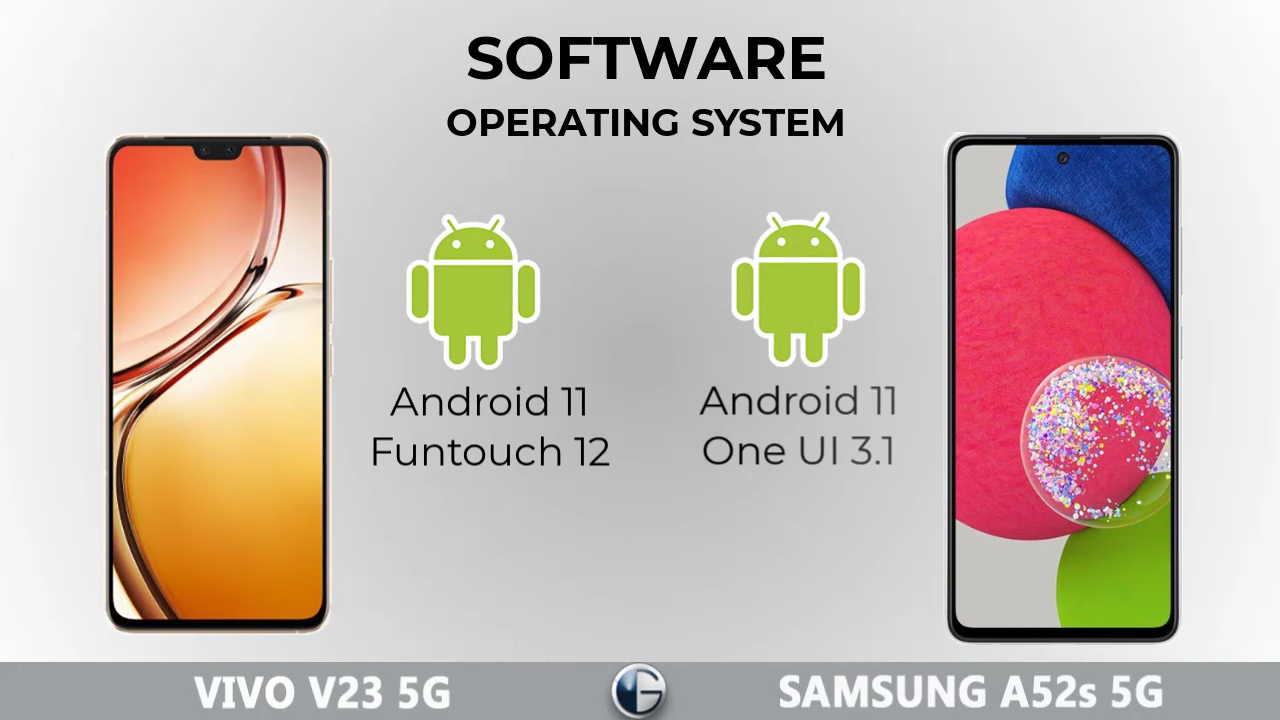 SOFTWARE
OPERATING SYSTEM
Android 11
Funtouch 12
Android 11
One UI 3.1
VIVO V23 5G
G
SAMSUNG A52s 5G